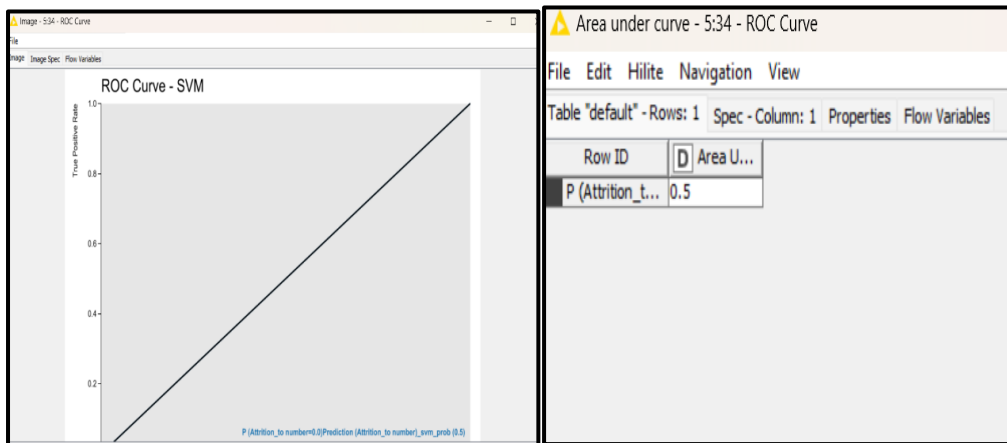 Image - 5:34 - ROC Curve
File
Image Image Spec Flow Variables
ROC Curve - SVM
True Positive Rate
1.0
0.8
0.6
0.4
0.2
P (Attrition_to number=0.0)Prediction (Attrition_to number)_svm_prob (0.5)
Area under curve - 5:34 - ROC Curve
File Edit Hilite Navigation View
Table "default" - Rows: 1 Spec - Column: 1 Properties Flow Variables
Row ID D Area U...
P (Attrition_t... 0.5